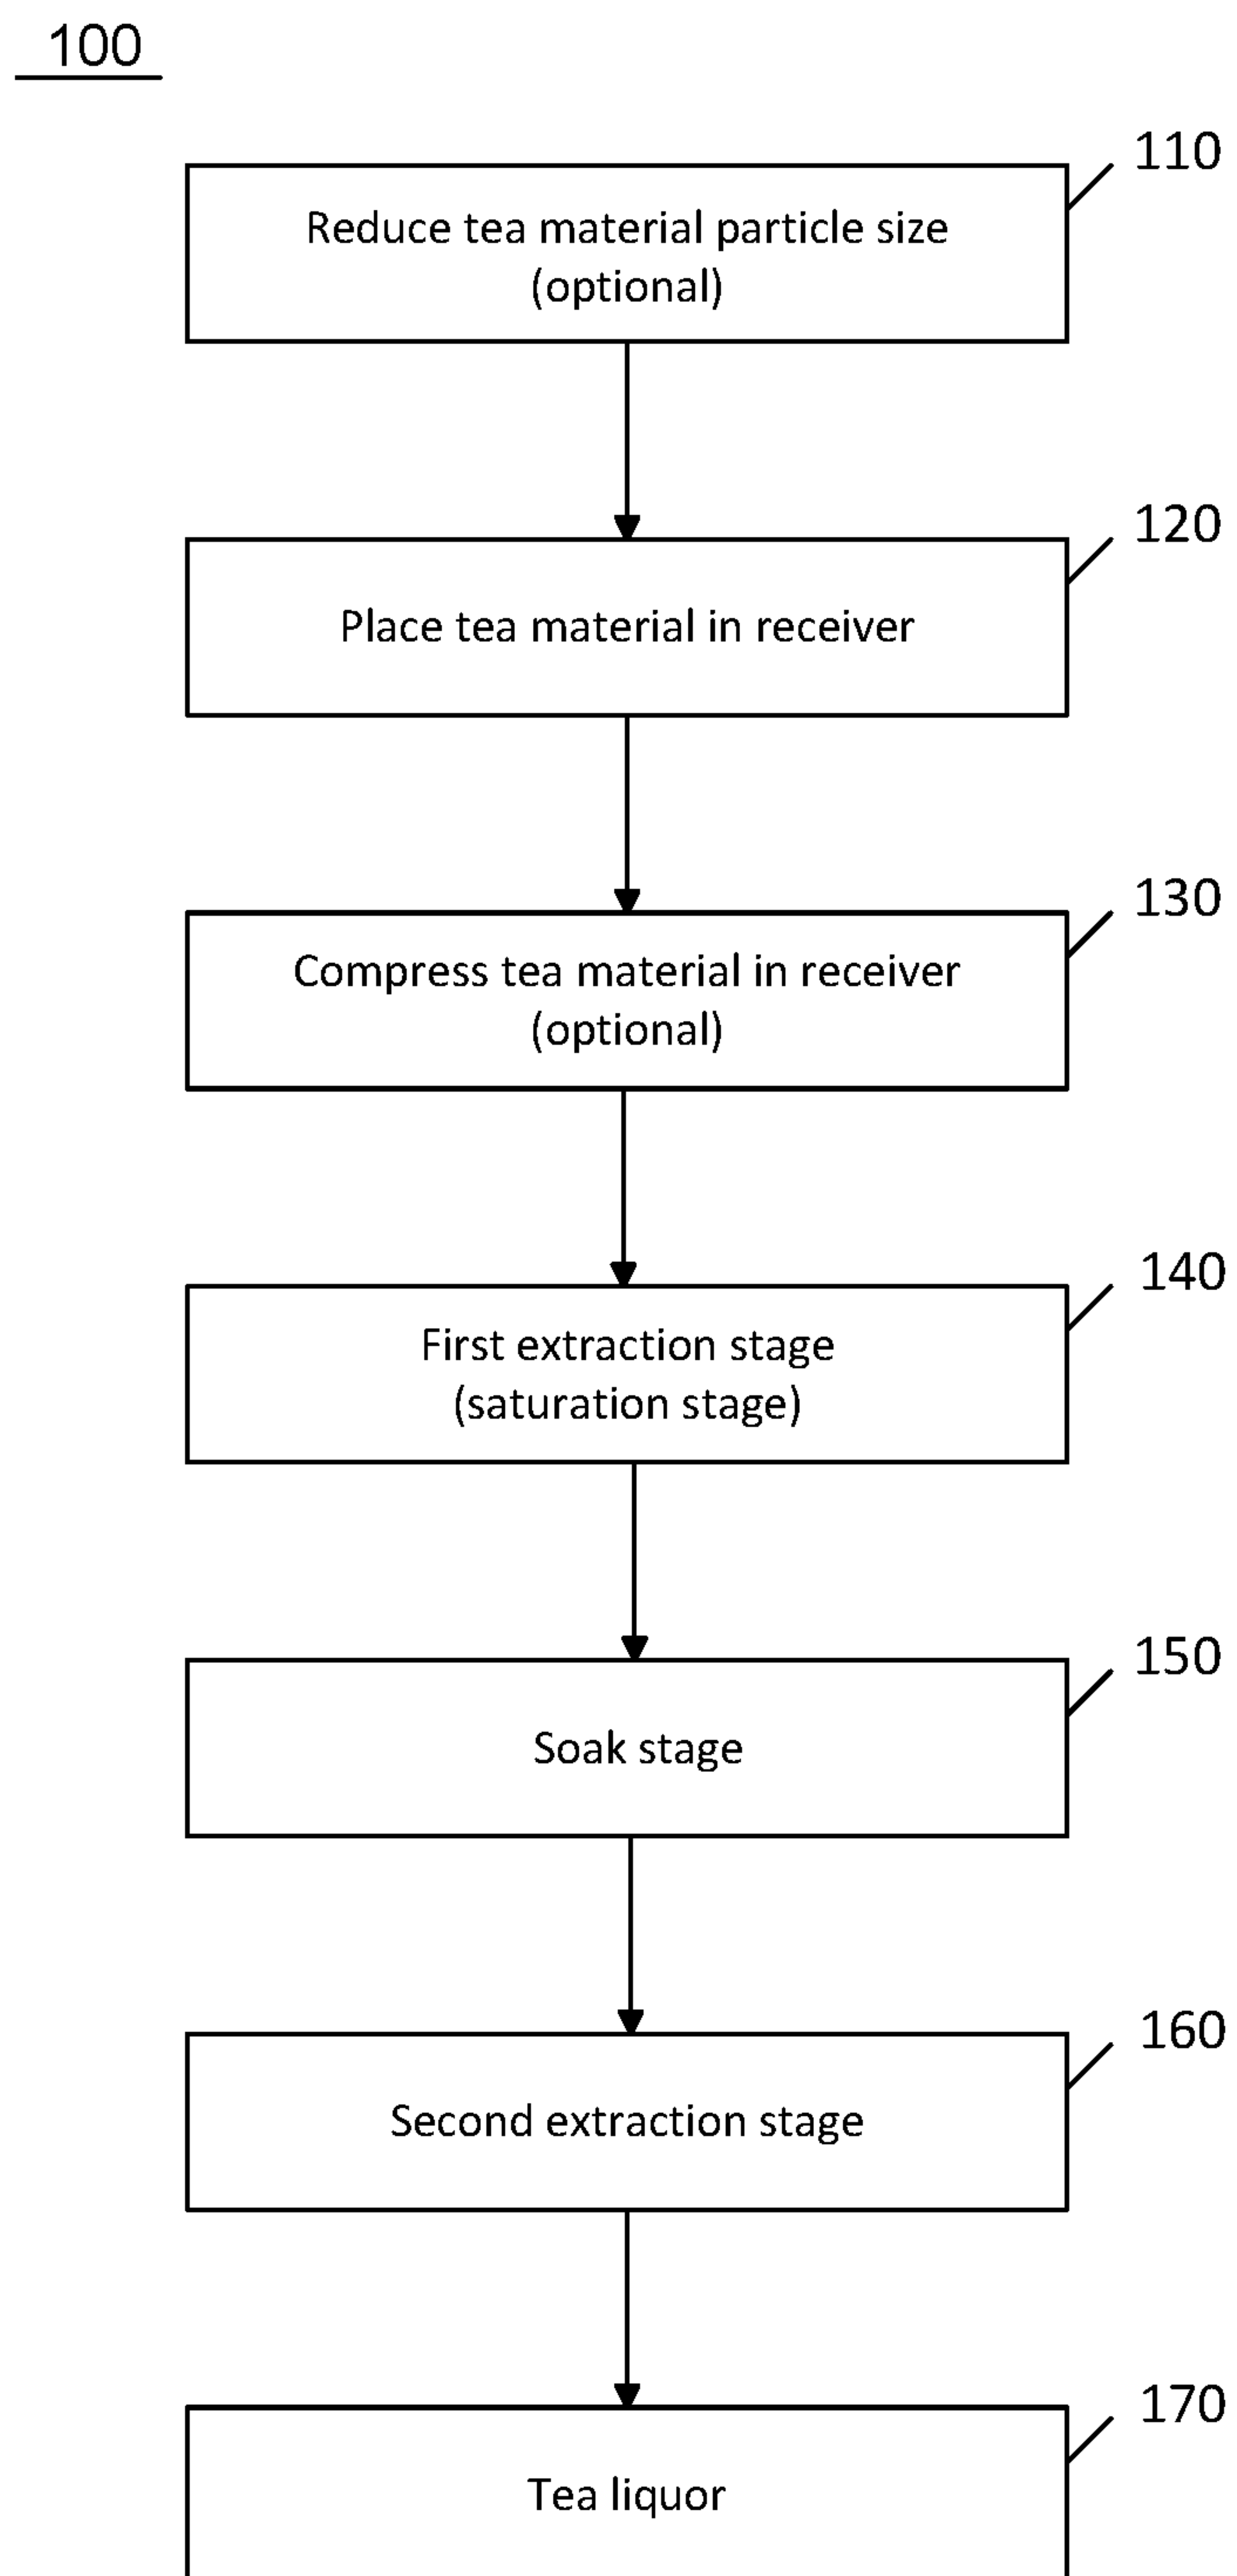 100
110
Reduce tea material particle size
(optional)
120
Place tea material in receiver
130
Compress tea material in receiver
(optional)
140
First extraction stage
(saturation stage)
150
Soak stage
160
Second extraction stage
170
Tea liquor